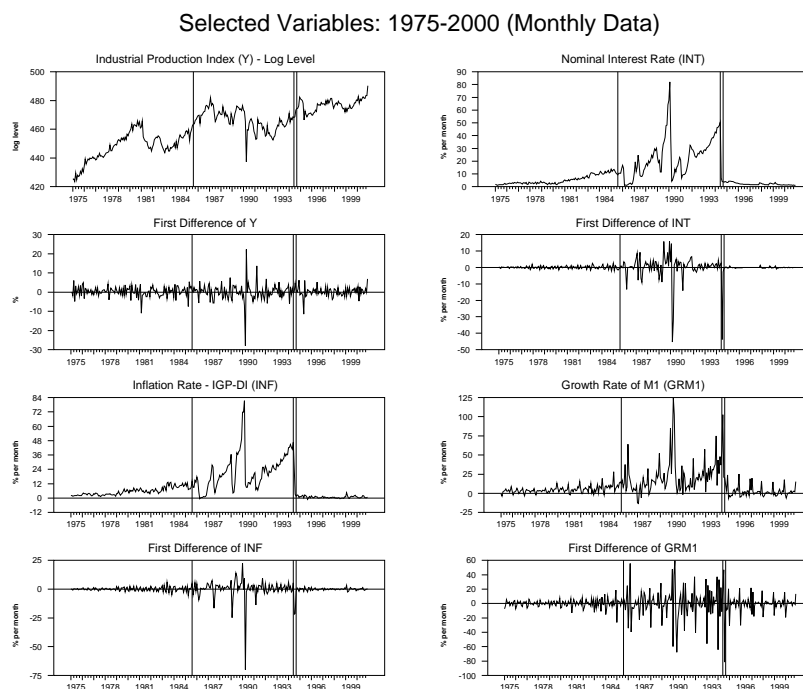 Selected Variables: 1975-2000 (Monthly Data)
Industrial Production Index (Y) - Log Level
log level
500
480
460
440
420
1975 1978 1981 1984 1987 1990 1993 1996 1999
Nominal Interest Rate (INT)
% per month
90
80
70
60
50
40
30
20
10
0
1975 1978 1981 1984 1987 1990 1993 1996 1999
First Difference of Y
%
30
20
10
0
-10
-20
-30
1975 1978 1981 1984 1987 1990 1993 1996 1999
First Difference of INT
% per month
20
10
0
-10
-20
-30
-40
-50
1975 1978 1981 1984 1987 1990 1993 1996 1999
Inflation Rate - IGP-DI (INF)
% per month
84
72
60
48
36
24
12
0
-12
1975 1978 1981 1984 1987 1990 1993 1996 1999
Growth Rate of M1 (GRM1)
% per month
125
100
75
50
25
0
-25
1975 1978 1981 1984 1987 1990 1993 1996 1999
First Difference of INF
% per month
25
0
-25
-50
-75
1975 1978 1981 1984 1987 1990 1993 1996 1999
First Difference of GRM1
% per month
60
40
20
0
-20
-40
-60
-80
-100
1975 1978 1981 1984 1987 1990 1993 1996 1999